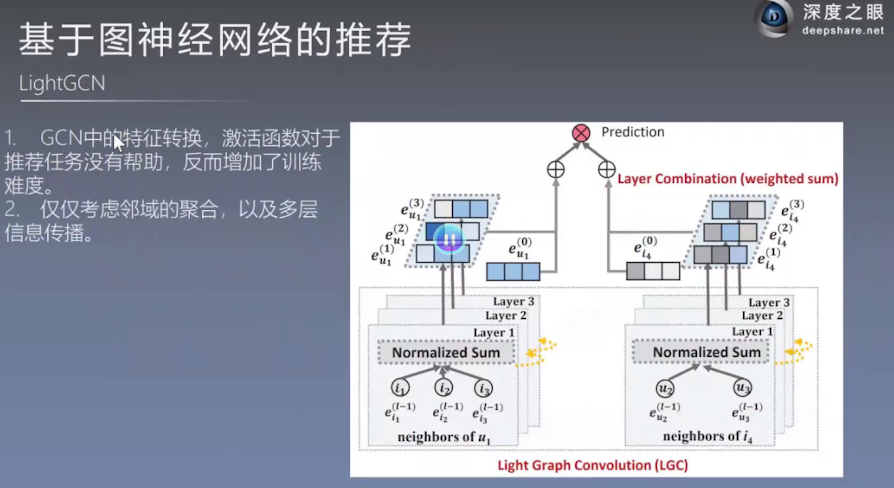 基于图神经网络的推荐
深度之眼
deepshare.net
LightGCN
1. GCN中的特征转换，激活函数对于
推荐任务没有帮助，反而增加了训练
难度。
2. 仅仅考虑邻域的聚合，以及多层
信息传播。
Prediction
Layer Combination (weighted sum)
e_{u_1}^{(3)}
e_{u_1}^{(2)}
e_{u_1}^{(1)}
e_{u_1}^{(0)}
e_{i_4}^{(0)}
e_{i_4}^{(3)}
e_{i_4}^{(2)}
e_{i_4}^{(1)}
Layer 3
Layer 2
Layer 1
Normalized Sum
i_1 i_2 i_3
e_{i_1}^{(l-1)} e_{i_2}^{(l-1)} e_{i_3}^{(l-1)}
neighbors of u_1
Layer 3
Layer 2
Layer 1
Normalized Sum
u_2 u_3
e_{u_2}^{(l-1)} e_{u_3}^{(l-1)}
neighbors of i_4
Light Graph Convolution (LGC)